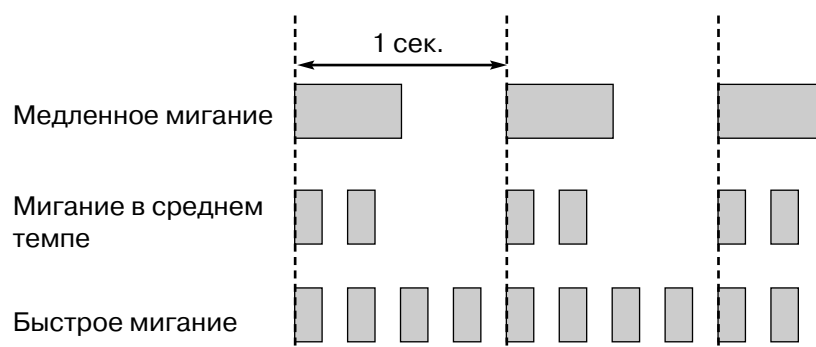 1 сек.
Медленное мигание
Мигание в среднем
темпе
Быстрое мигание